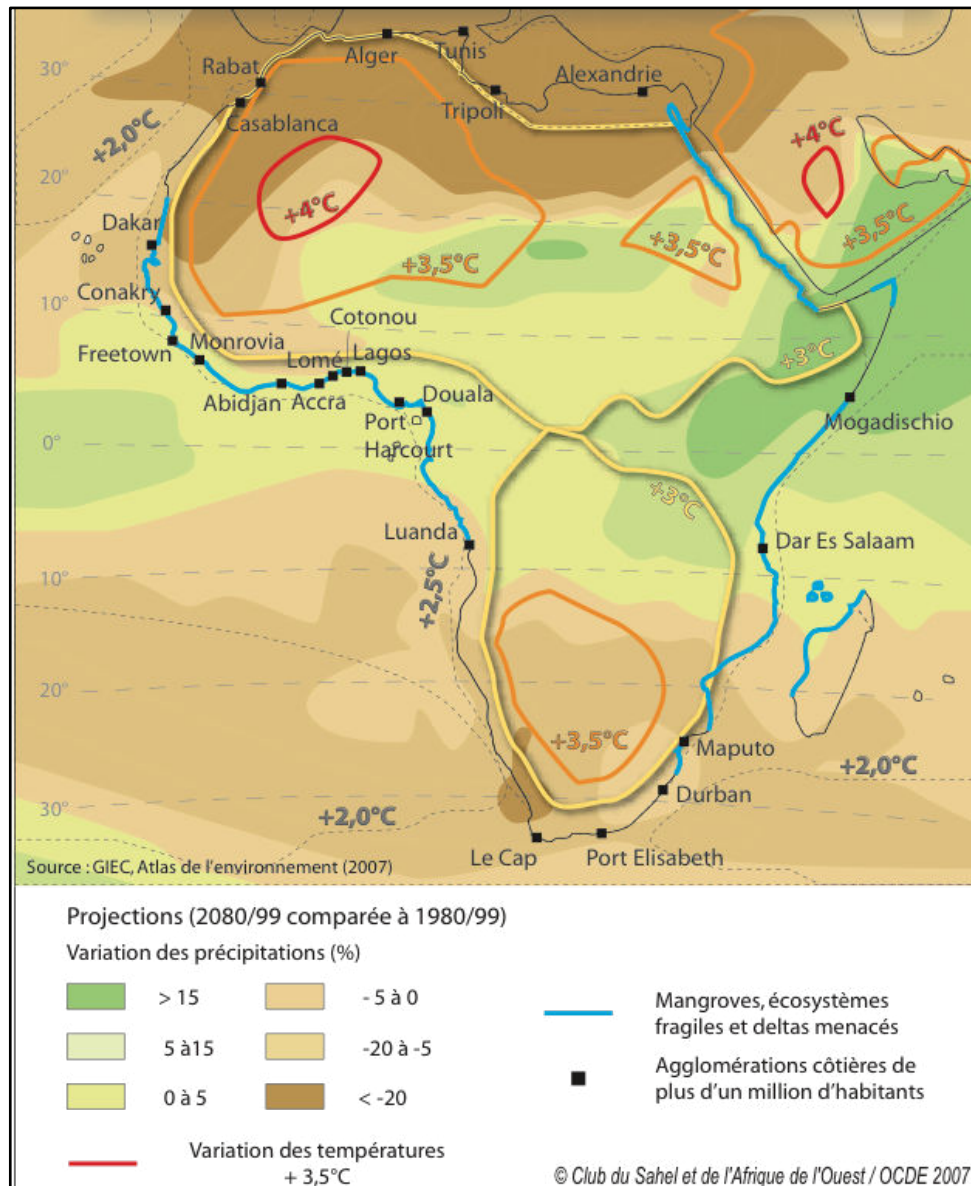 30°
Alger
Tunis
Rabat
Alexandrie
Tripoli
Casablanca
+2,0°C
+4°C
20°
+4°C
Dakar
+3,5°C
+3,5°C
+3,5°C
Conakry
10°
Cotonou
Freetown
Monrovia
Lomé
Lagos
+3°C
Abidjan
Accra
Douala
Port
Harcourt
Mogadischio
0°
+3°C
Luanda
Dar Es Salaam
10°
+2,5°C
20°
+3,5°C
Maputo
+2,0°C
Durban
30°
+2,0°C
Le Cap
Port Elisabeth
Source : GIEC, Atlas de l'environnement (2007)
Projections (2080/99 comparée à 1980/99)
Variation des précipitations (%)
> 15
- 5 à 0
5 à15
-20 à -5
0 à 5
< -20
Mangroves, écosystèmes
fragiles et deltas menacés
Agglomérations côtières de
plus d'un million d'habitants
Variation des températures
+ 3,5°C
© Club du Sahel et de l'Afrique de l'Ouest / OCDE 2007